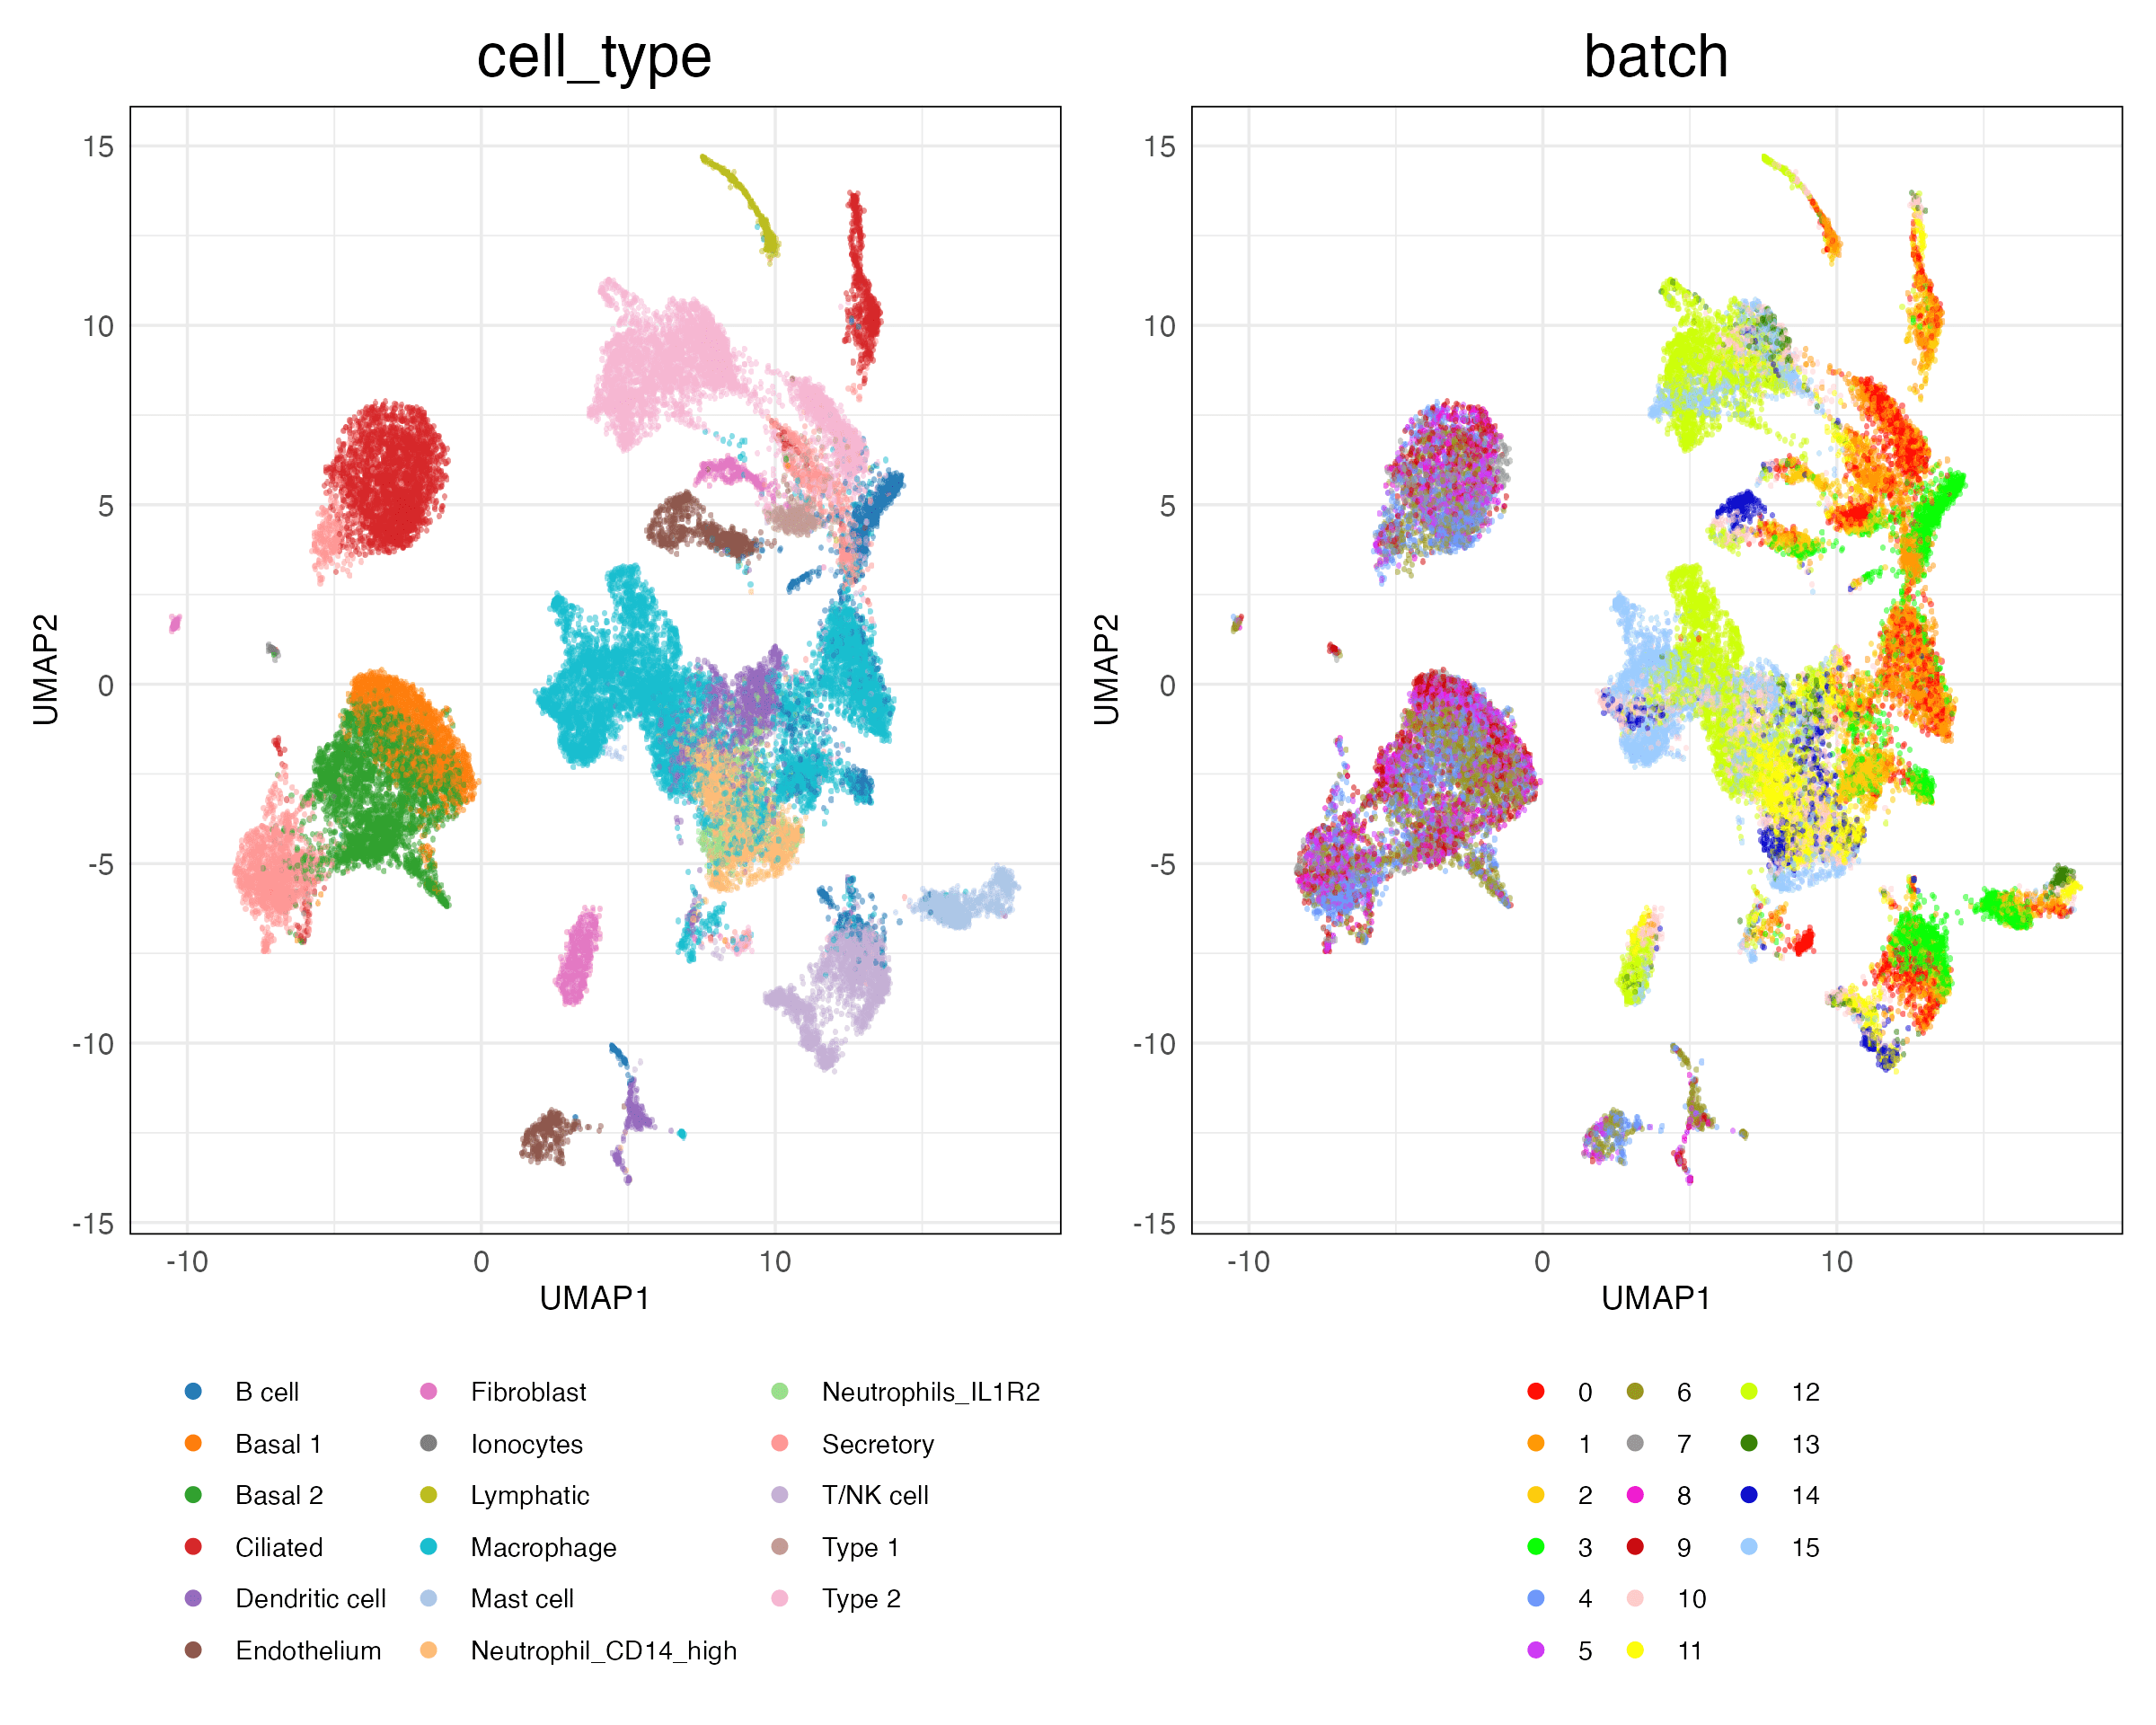 cell_type
batch
15
10
5
0
-5
-10
-15
UMAP2
-10 0 10
UMAP1
15
10
5
0
-5
-10
-15
UMAP2
-10 0 10
UMAP1
B cell Fibroblast Neutrophils_IL1R2
Basal 1 Ionocytes Secretory
Basal 2 Lymphatic T/NK cell
Ciliated Macrophage Type 1
Dendritic cell Mast cell Type 2
Endothelium Neutrophil_CD14_high
0 6 12
1 7 13
2 8 14
3 9 15
4 10
5 11